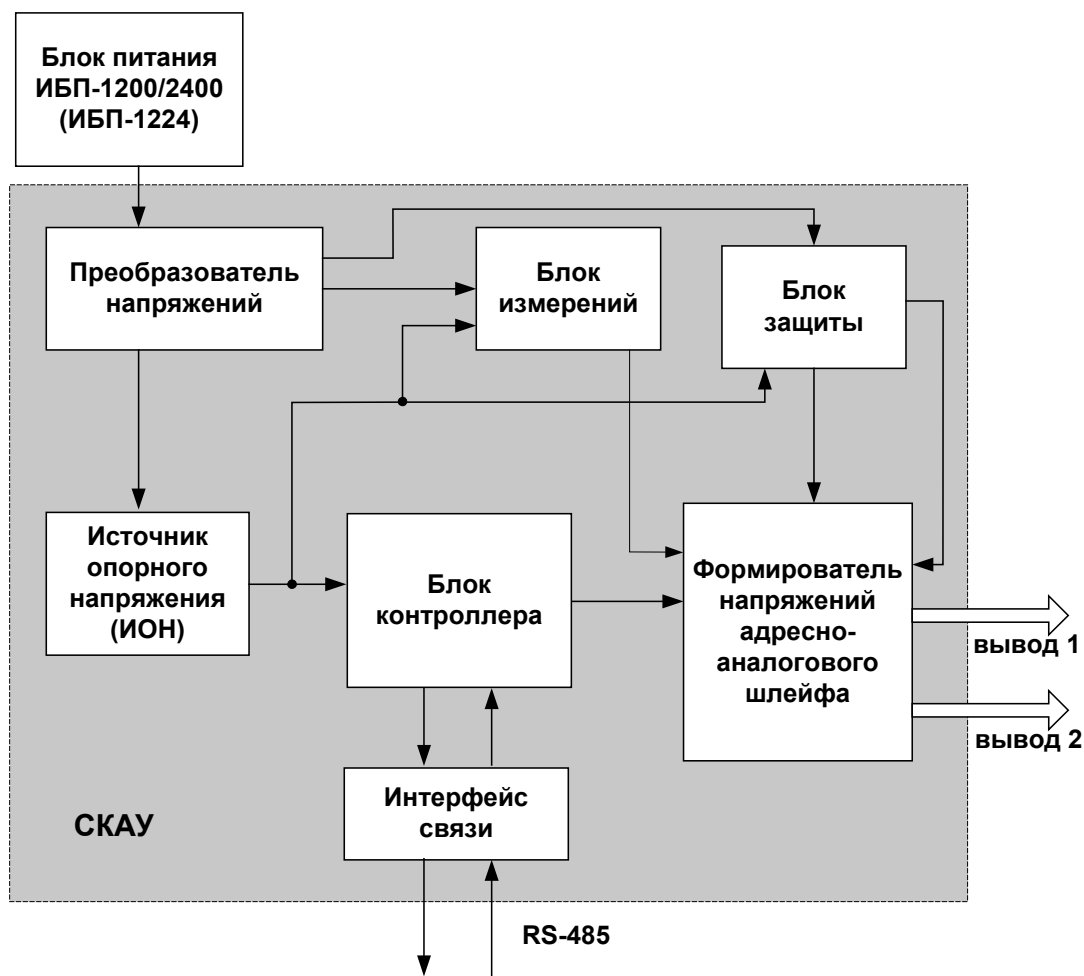 Блок питания
ИБП-1200/2400
(ИБП-1224)
Преобразователь
напряжений
Блок
измерений
Блок
защиты
Источник
опорного
напряжения
(ИОН)
Блок
контроллера
Формирователь
напряжений
адресно-
аналогового
шлейфа
вывод 1
вывод 2
Интерфейс
связи
СКАУ
RS-485